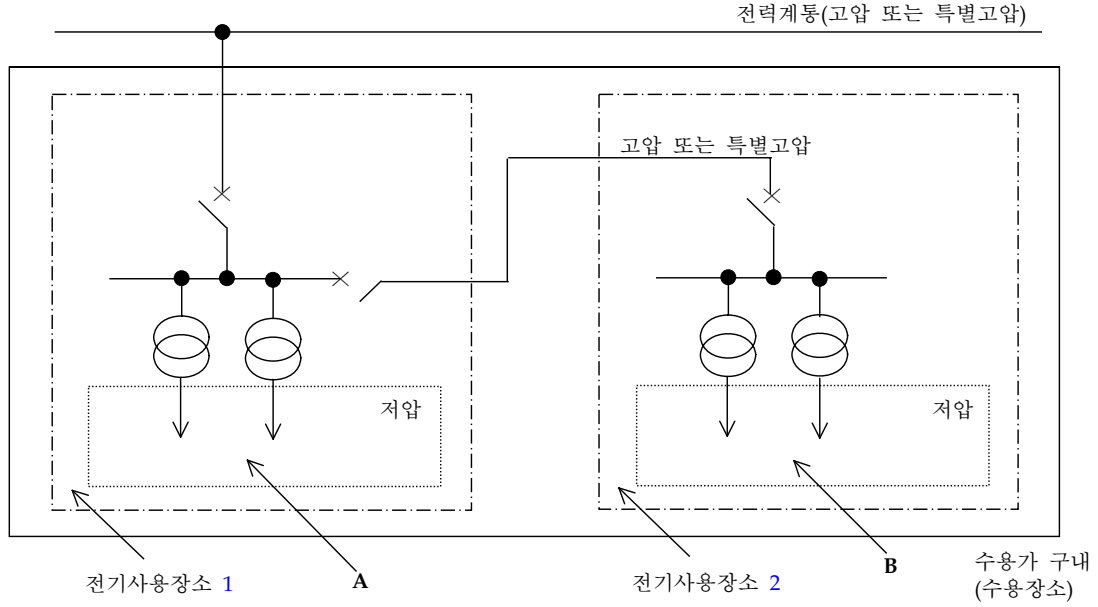 전력계통(고압 또는 특별고압)
고압 또는 특별고압
저압
저압
전기사용장소 1
A
전기사용장소 2
B
수용가 구내
(수용장소)